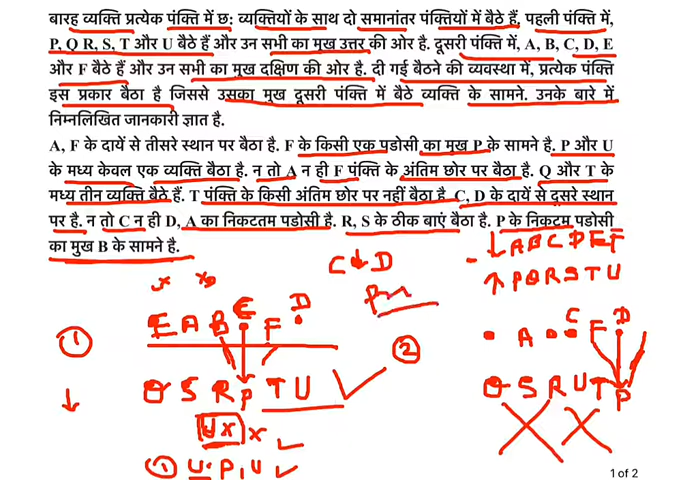 बारह व्यक्ति प्रत्येक पंक्ति में छ: व्यक्तियों के साथ दो समानांतर पंक्तियों में बैठे हैं, पहली पंक्ति में,
P, Q R, S, T और U बैठे हैं और उन सभी का मुख उत्तर की ओर है. दूसरी पंक्ति में, A, B, C, D, E
और F बैठे हैं और उन सभी का मुख दक्षिण की ओर है. दी गई बैठने की व्यवस्था में, प्रत्येक पंक्ति
इस प्रकार बैठा है जिससे उसका मुख दूसरी पंक्ति में बैठे व्यक्ति के सामने. उनके बारे में
निम्नलिखित जानकारी ज्ञात है.
A, F के दायें से तीसरे स्थान पर बैठा है. F के किसी एक पडोसी का मुख P के सामने है. P और U
के मध्य केवल एक व्यक्ति बैठा है. न तो A न ही F पंक्ति के अंतिम छोर पर बैठा है. Q और T के
मध्य तीन व्यक्ति बैठे हैं. T पंक्ति के किसी अंतिम छोर पर नहीं बैठा है. C, D के दायें से दूसरे स्थान
पर है. न तो C न ही D, A का निकटतम पडोसी है. R, S के ठीक बाएं बैठा है. P के निकटम पडोसी
का मुख B के सामने है.
↓ A B C D E F
C ↓ D
↑ P Q R S T U
E A B C F D
A C F D
①
②
Q S R P T U
Q S R U T P
U x x
① U . P, U
1 of 2